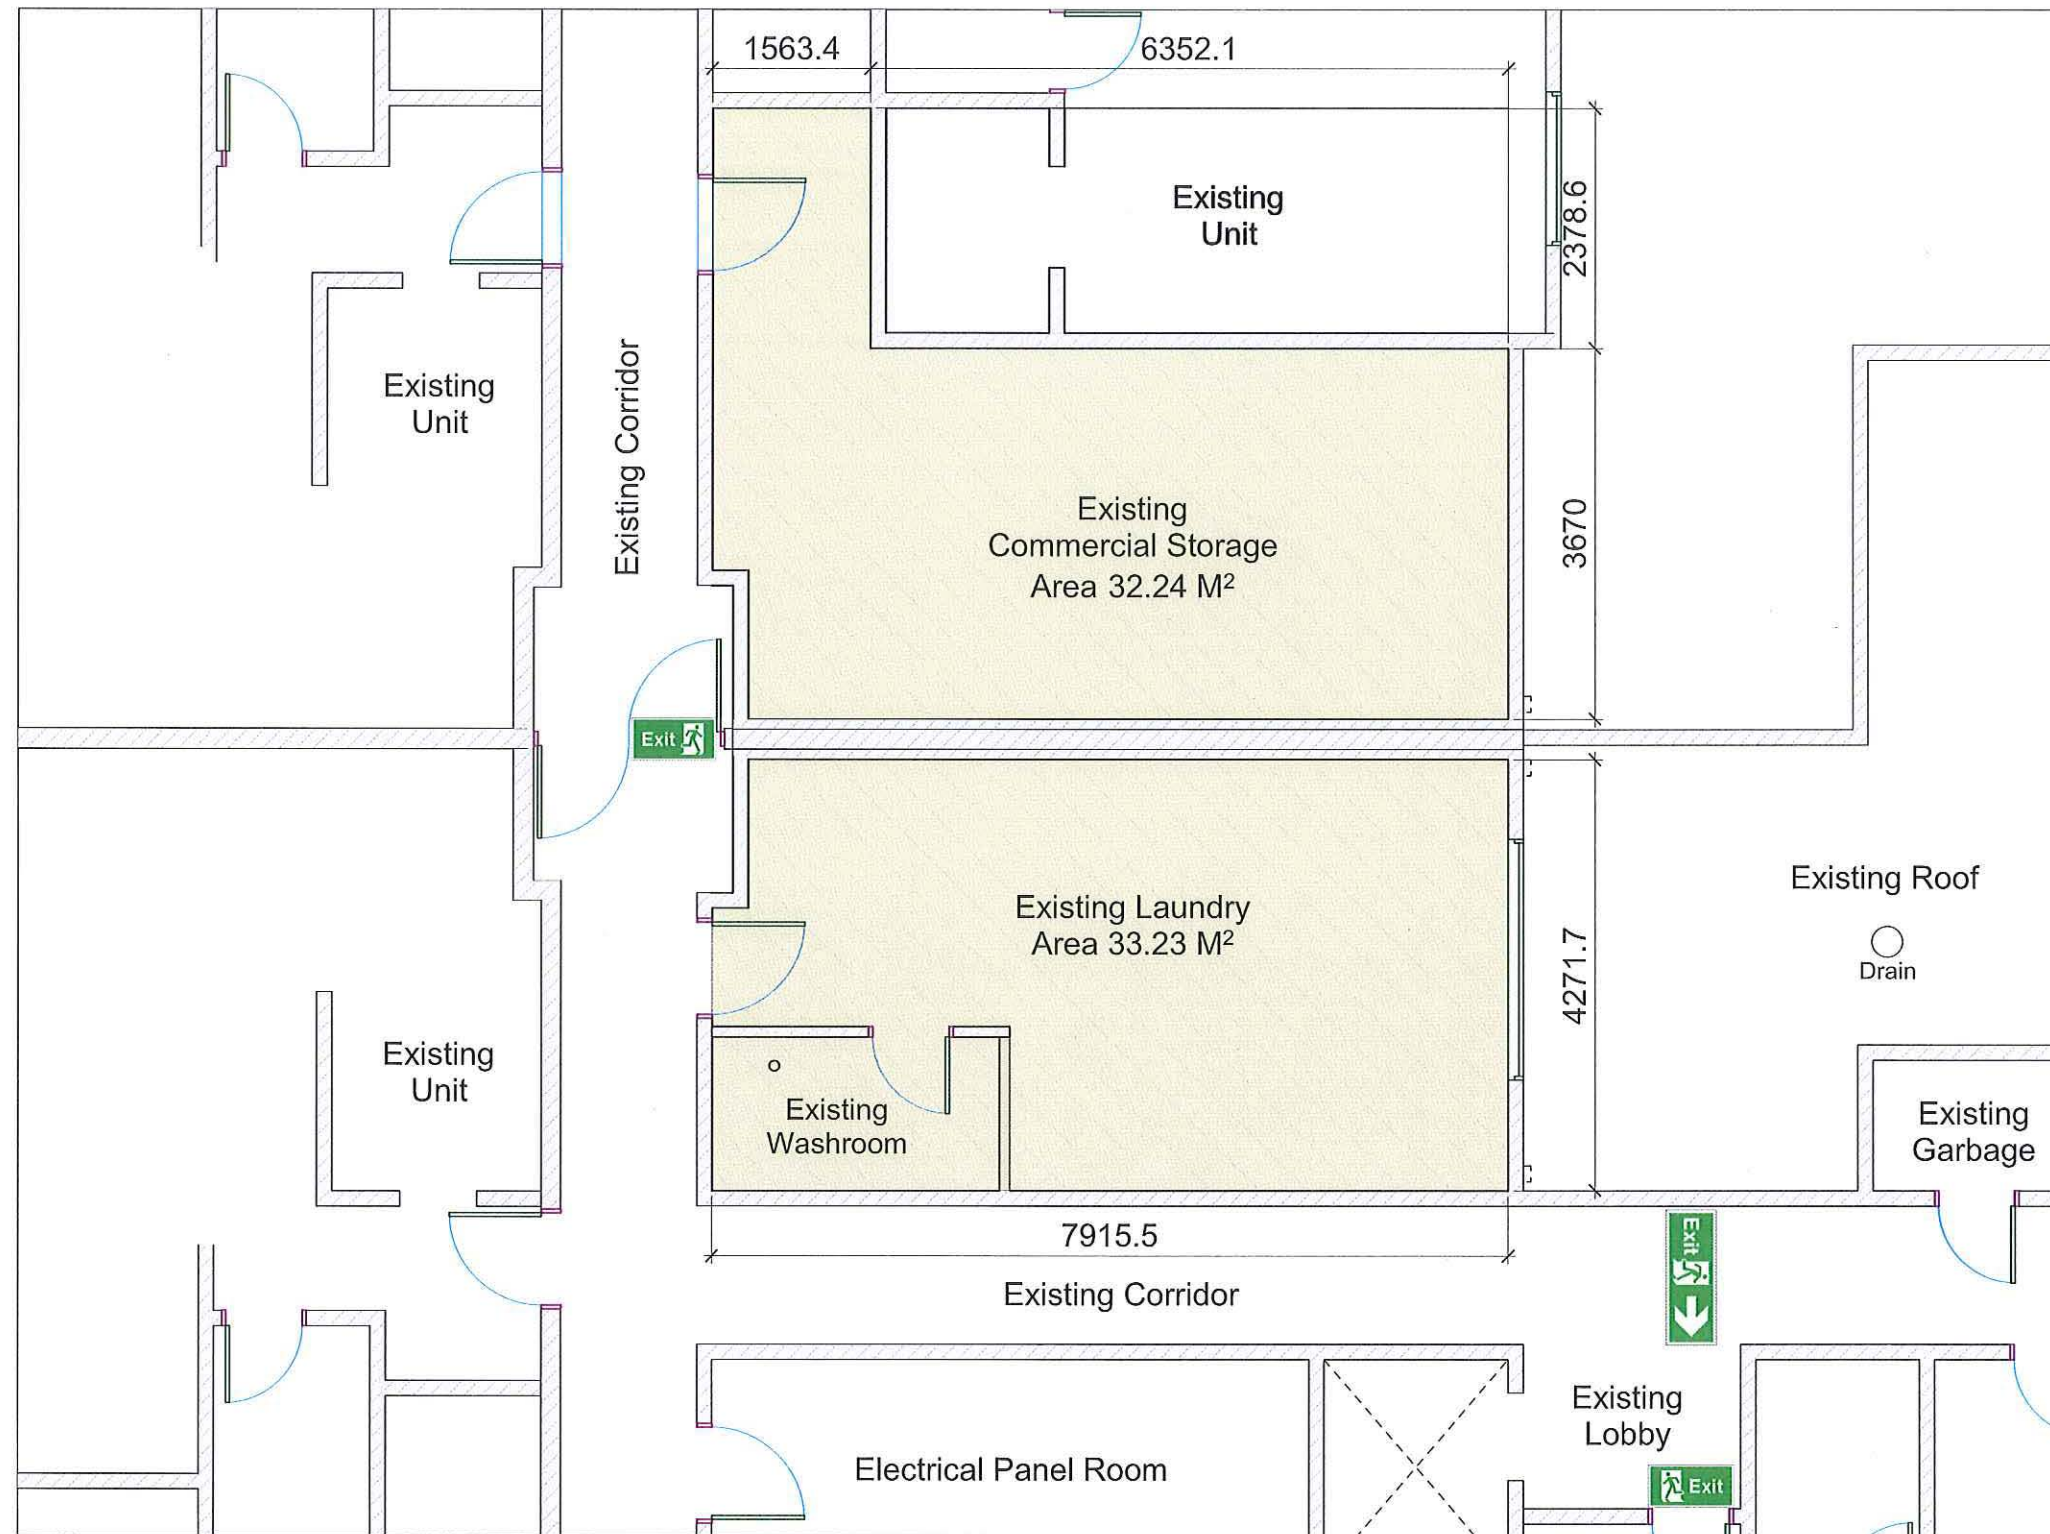 1563.4
6352.1
Existing
Unit
2378.6
Existing
Unit
Existing Corridor
Existing
Commercial Storage
Area 32.24 M²
3670
Exit
Existing Laundry
Area 33.23 M²
Existing Roof
Drain
4271.7
Existing
Unit
Existing
Washroom
Existing
Garbage
7915.5
Exit
Existing Corridor
Existing
Lobby
Electrical Panel Room
Exit